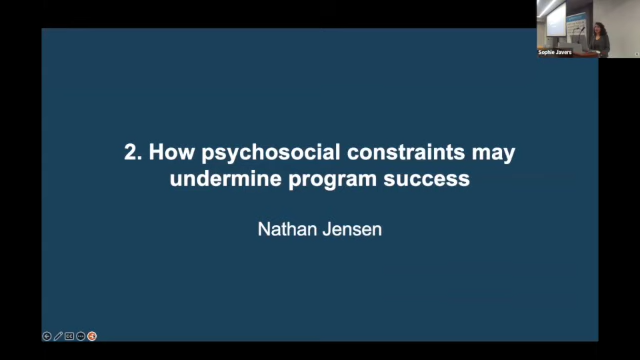 2. How psychosocial constraints may
undermine program success
Nathan Jensen
Sophie Javers